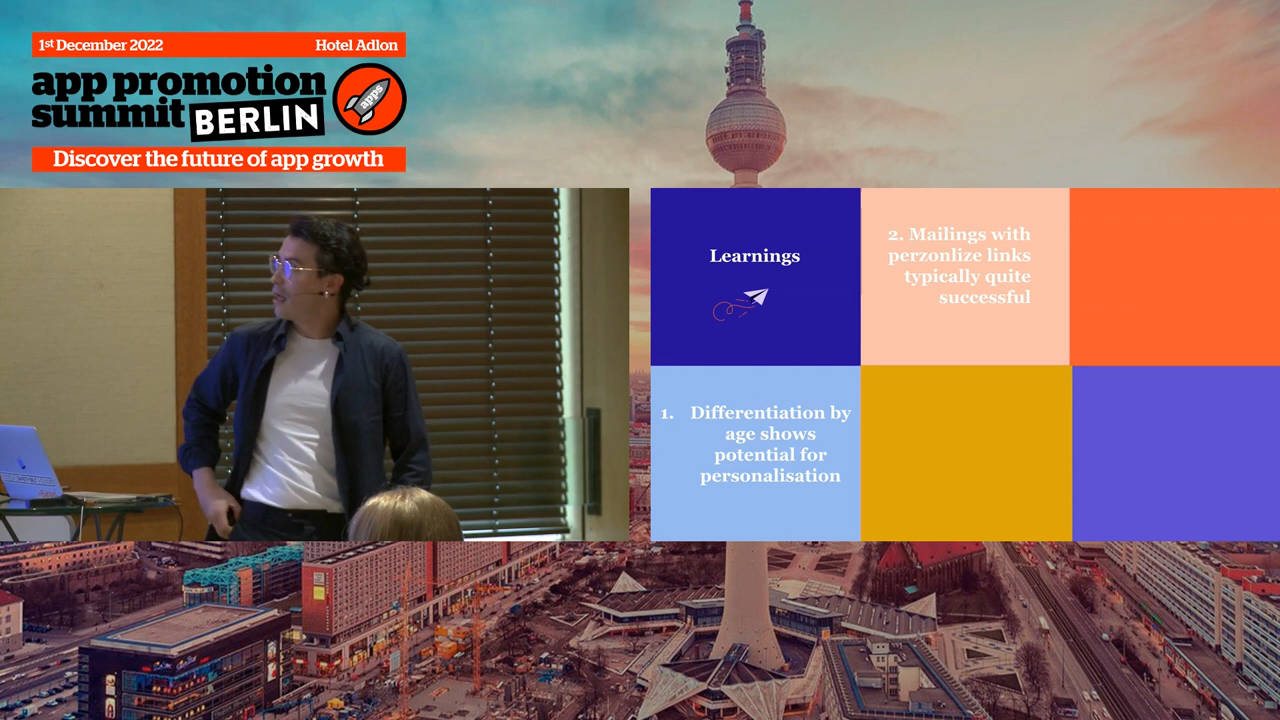 1st December 2022 Hotel Adlon
app promotion
summit BERLIN
apps
Discover the future of app growth
Learnings
2. Mailings with
perzonlize links
typically quite
successful
1. Differentiation by
age shows
potential for
personalisation